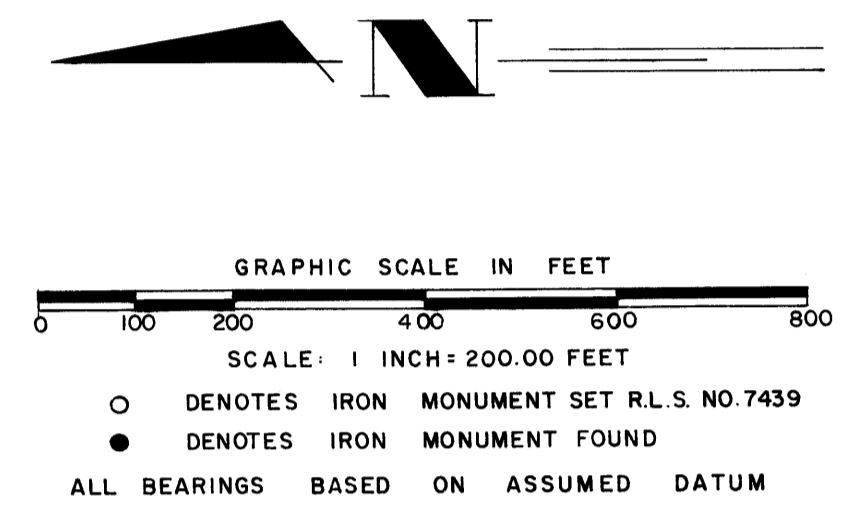 N
GRAPHIC SCALE IN FEET
0 100 200 400 600 800
SCALE: 1 INCH = 200.00 FEET
DENOTES IRON MONUMENT SET R.L.S. NO. 7439
DENOTES IRON MONUMENT FOUND
ALL BEARINGS BASED ON ASSUMED DATUM